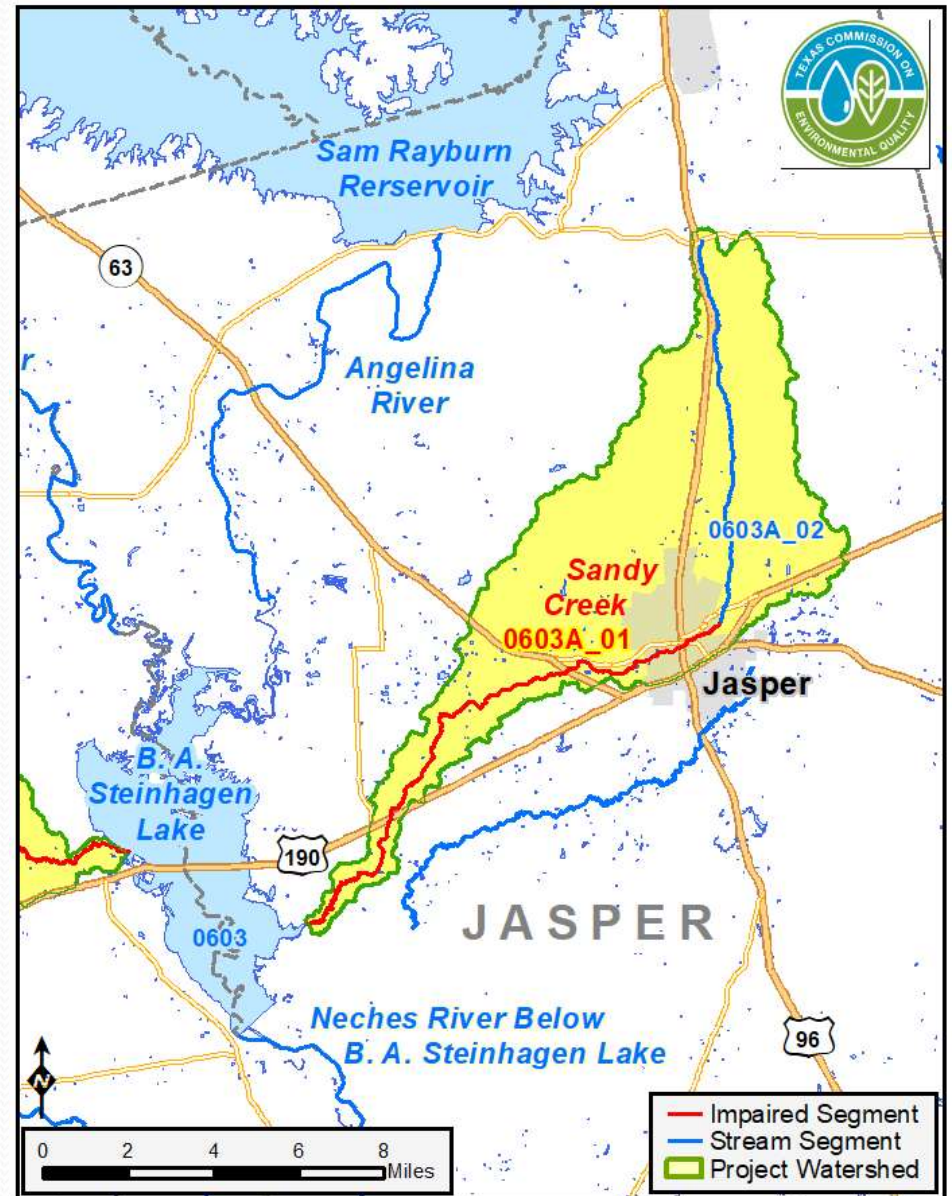 TEXAS COMMISSION ON
ENVIRONMENTAL QUALITY
Sam Rayburn
Rerservoir
63
Angelina
River
r
0603A_02
Sandy
Creek
0603A_01
Jasper
B. A.
Steinhagen
Lake
190
0603
JASPER
Neches River Below
B. A. Steinhagen Lake
96
N
0 2 4 6 8
Miles
Impaired Segment
Stream Segment
Project Watershed